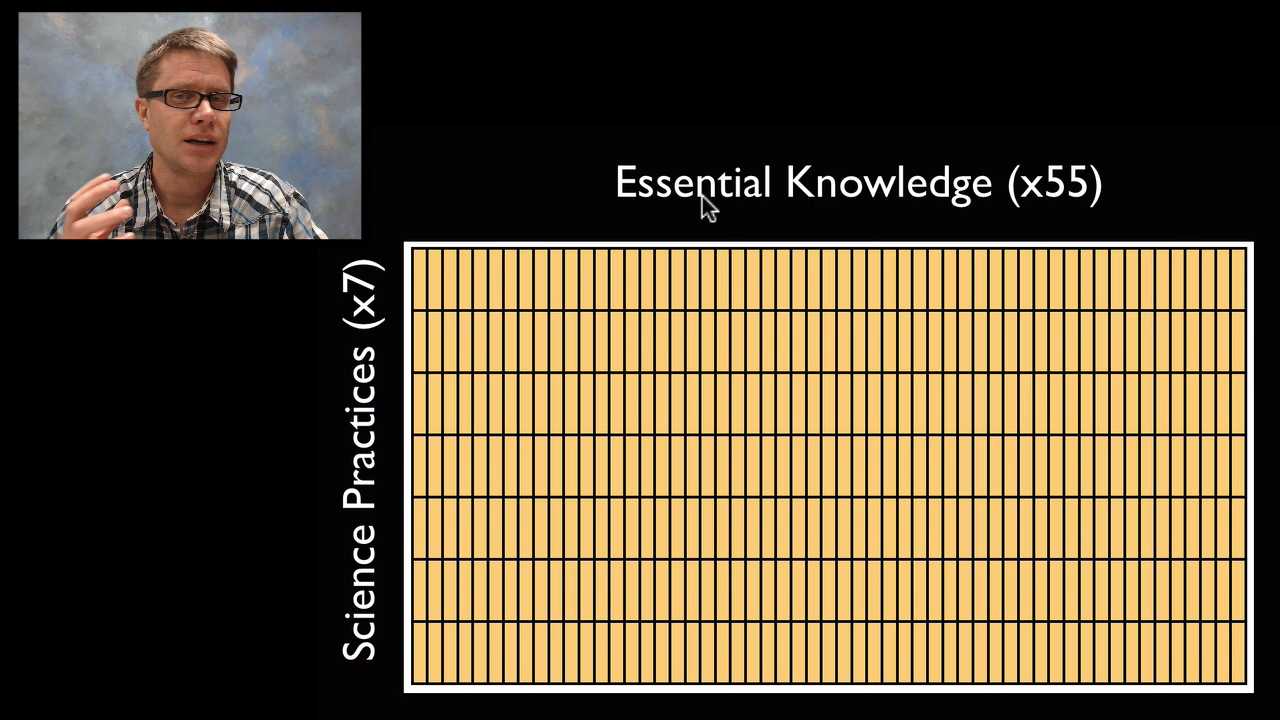 Essential Knowledge (x55)
Science Practices (x7)